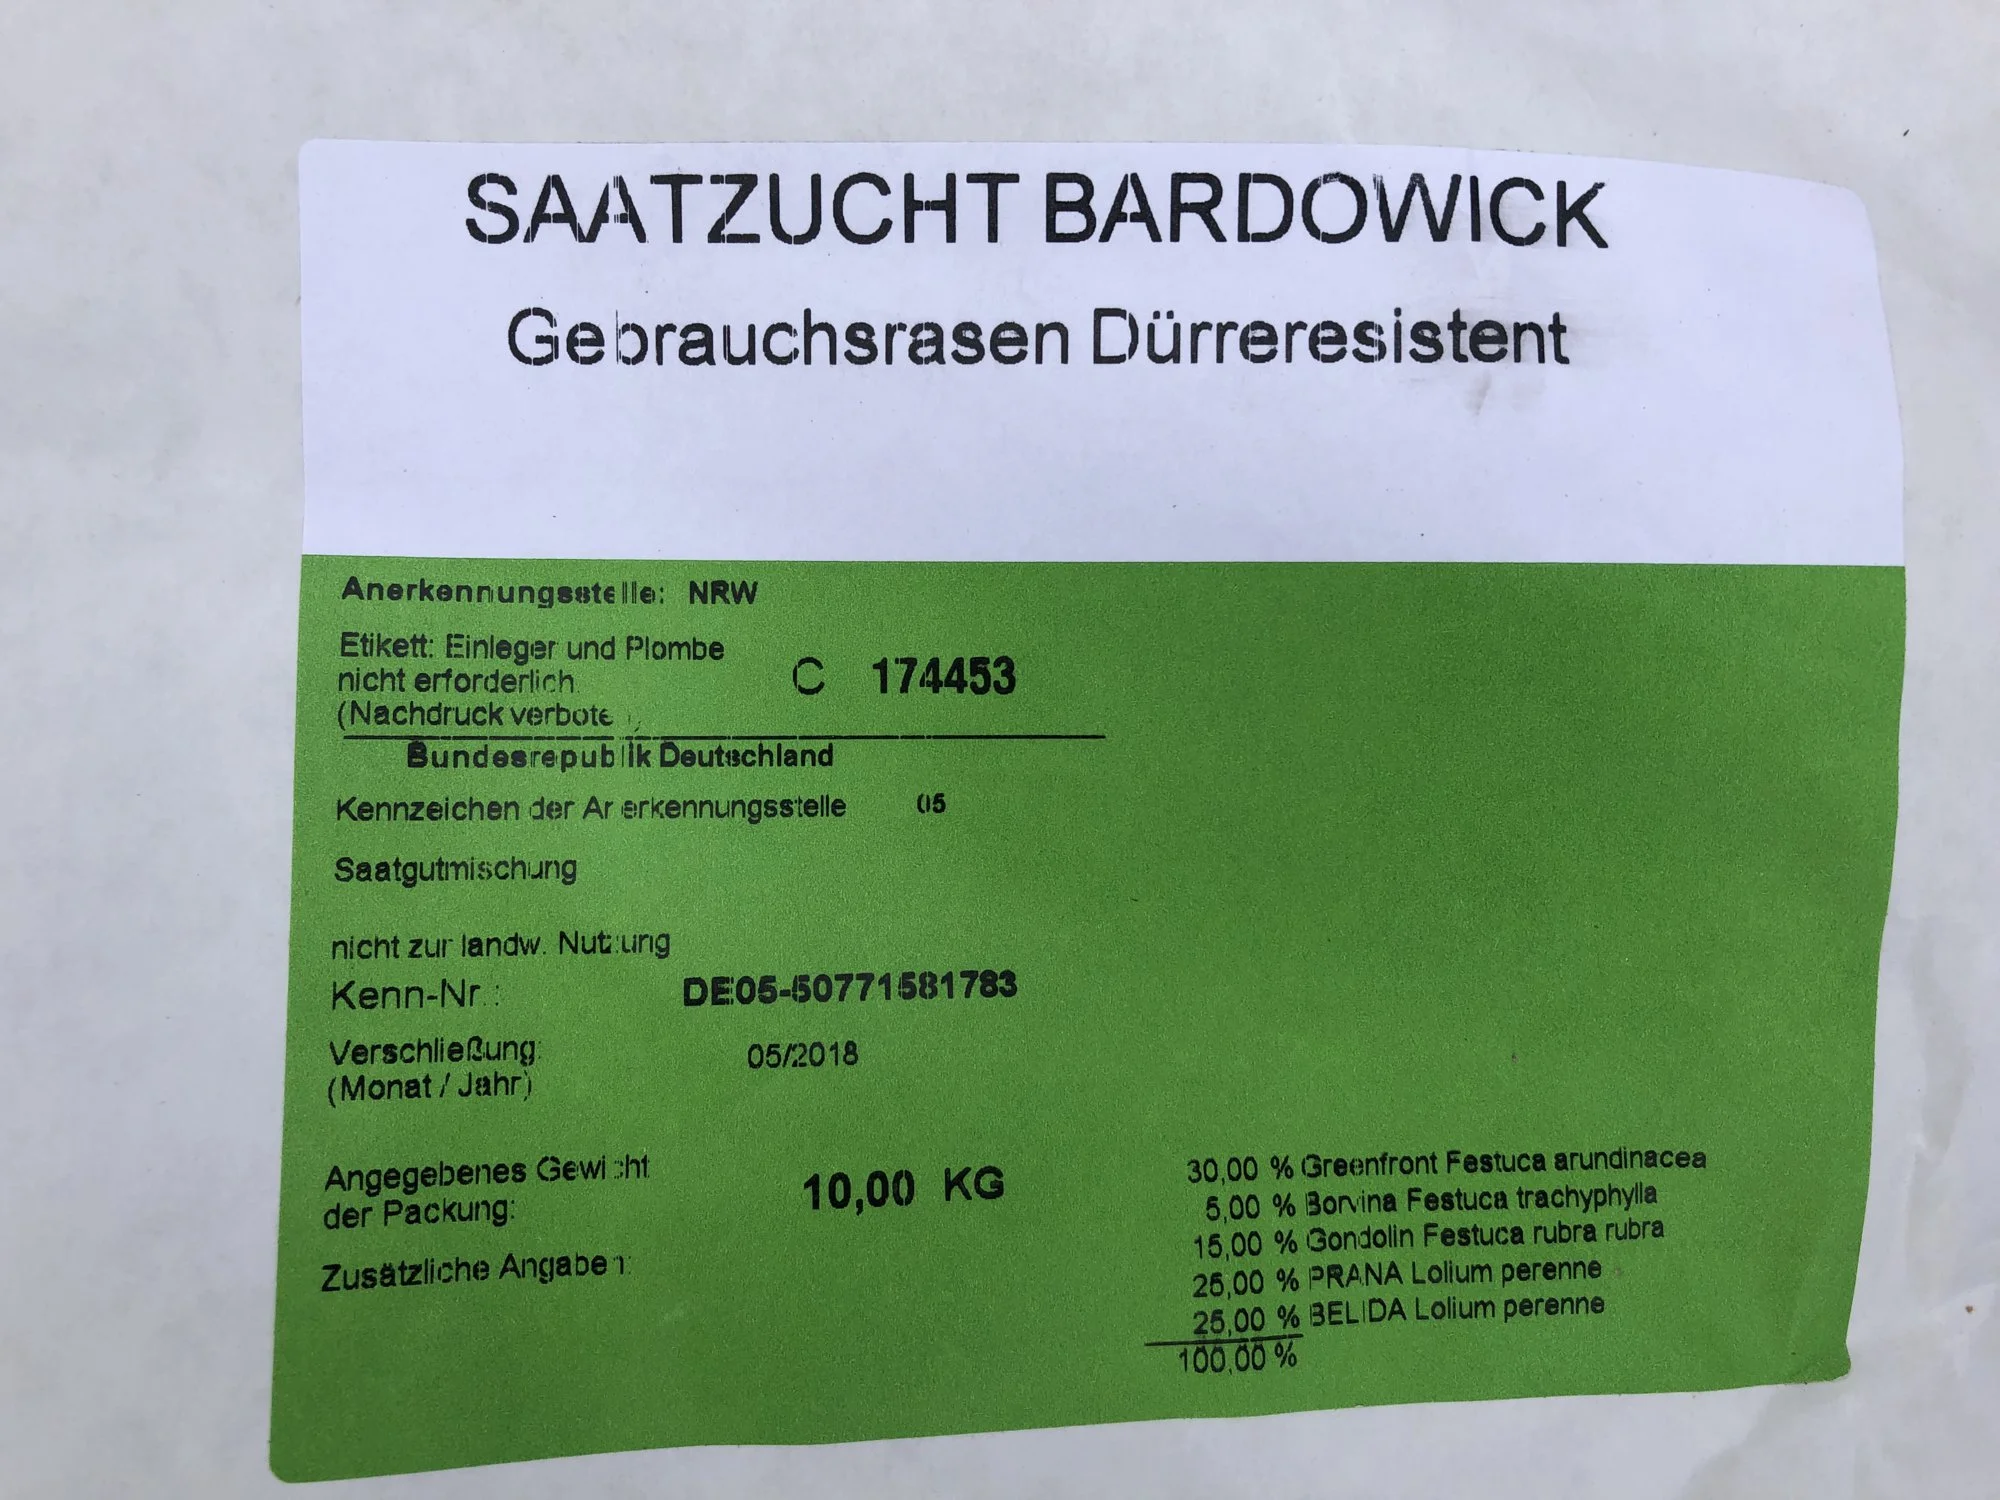 SAATZUCHT BARDOWICK
Gebrauchsrasen Dürreresistent
Anerkennungsstelle: NRW
Etikett: Einleger und Plombe
nicht erforderlich.
(Nachdruck verboten)
C 174453
Bundesrepublik Deutschland
Kennzeichen der Anerkennungsstelle 05
Saatgutmischung
nicht zur landw. Nutzung
Kenn-Nr.: DE05-50771581783
Verschließung: 05/2018
(Monat / Jahr)
Angegebenes Gewicht
der Packung: 10,00 KG
Zusätzliche Angaben:
30,00 % Greenfront Festuca arundinacea
5,00 % Borvina Festuca trachyphylla
15,00 % Gondolin Festuca rubra rubra
25,00 % PRANA Lolium perenne
25,00 % BELIDA Lolium perenne
100,00 %